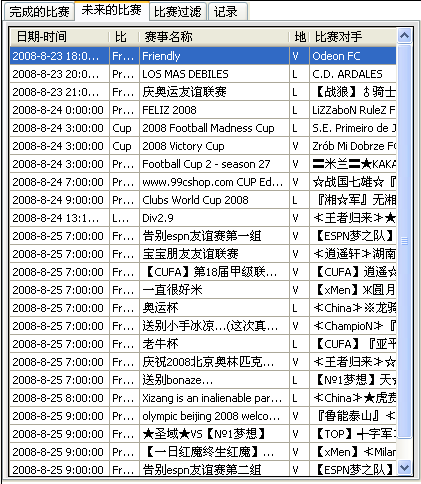 完成的比赛 未来的比赛 比赛过滤 记录
日期-时间 比 赛事名称 地 比赛对手
2008-8-23 18:0... Fr... Friendly V Odeon FC
2008-8-23 20:0... Fr... LOS MAS DEBILES L C.D. ARDALES
2008-8-23 21:0... Fr... 庆奥运友谊联赛 L 【战狼】 骑士
2008-8-24 0:00:00 Pr... FELIZ 2008 L LiZZaboN RuleZ F
2008-8-24 3:00:00 Cup 2008 Football Madness Cup L S.E. Primeiro de J
2008-8-24 3:00:00 Cup 2008 Victory Cup V Zrób Mi Dobrze FC
2008-8-24 3:00:00 Pr... Football Cup 2 - season 27 V 〓米兰〓★KAKA
2008-8-24 7:00:00 Pr... www.99cshop.com CUP Ed... V ☆战国七雄☆『
2008-8-24 9:00:00 Pr... Clubs World Cup 2008 L 『湘☆军』无湘
2008-8-24 13:1... L... Div2.9 V ≮王者归来≯★
2008-8-25 7:00:00 Fr... 告别espn友谊赛第一组 V 【ESPN梦之队】
2008-8-25 7:00:00 Fr... 宝宝朋友友谊联赛 V ≮逍遥轩≯湖南
2008-8-25 7:00:00 Fr... 【CUFA】第18届甲级联... V 【CUFA】逍遥
2008-8-25 7:00:00 Fr... 一直很好米 V 【xMen】※圆月
2008-8-25 7:00:00 Fr... 奥运杯 L ≮China≯※龙骑
2008-8-25 7:00:00 Fr... 送别小手冰凉...(这次真... V ≮ChampioN≯『
2008-8-25 7:00:00 Fr... 老牛杯 L 【CUFA】『亚平
2008-8-25 7:00:00 Fr... 庆祝2008北京奥林匹克... V ≮王者归来≯☆
2008-8-25 7:00:00 Fr... 送别bonaze... L 【№1梦想】天
2008-8-25 8:00:00 Pr... Xizang is an inalienable par... L ≮China≯★虎
2008-8-25 9:00:00 Pr... olympic beijing 2008 welco... V 『鲁能泰山』≮
2008-8-25 9:00:00 Fr... ★圣域★VS【№1梦想】 V 【TOP】╋字军
2008-8-25 9:00:00 Fr... 【一日红魔终生红魔】... V 【xMen】≮Milan
2008-8-25 9:00:00 Fr... 告别espn友谊赛第二组 V 【ESPN梦之队】